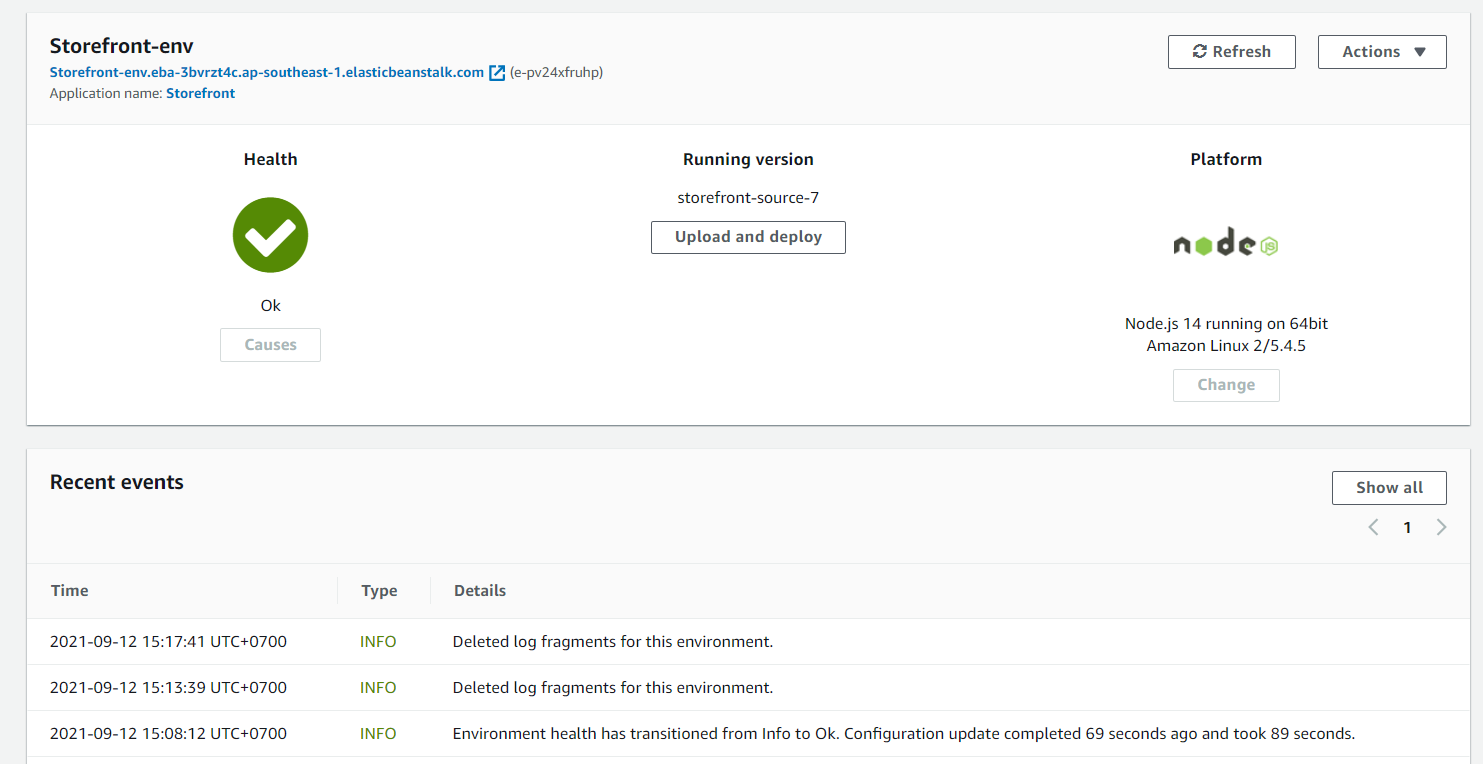 Storefront-env
Refresh
Actions
Storefront-env.eba-3bvrzt4c.ap-southeast-1.elasticbeanstalk.com (e-pv24xfruhp)
Application name: Storefront
Health
Running version
Platform
storefront-source-7
Upload and deploy
node JS
Ok
Causes
Node.js 14 running on 64bit
Amazon Linux 2/5.4.5
Change
Recent events
Show all
1
Time Type Details
2021-09-12 15:17:41 UTC+0700 INFO Deleted log fragments for this environment.
2021-09-12 15:13:39 UTC+0700 INFO Deleted log fragments for this environment.
2021-09-12 15:08:12 UTC+0700 INFO Environment health has transitioned from Info to Ok. Configuration update completed 69 seconds ago and took 89 seconds.